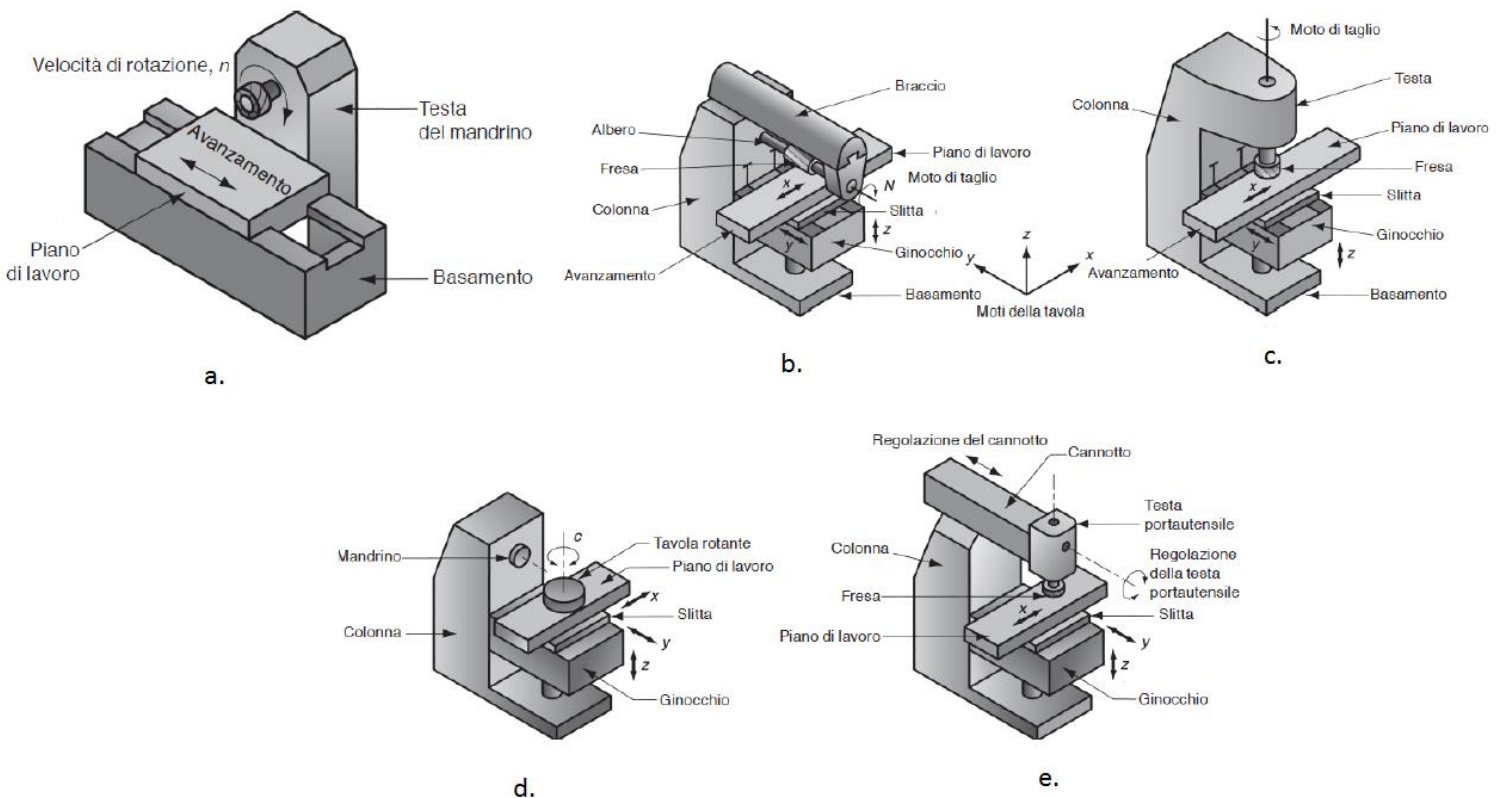 Velocità di rotazione, n
Testa
del mandrino
Avanzamento
Piano
di lavoro
Basamento
a.
Braccio
Albero
Fresa
Colonna
Avanzamento
Piano di lavoro
Moto di taglio
N
Slitta
x
y
z
Ginocchio
Basamento
b.
z
y
x
Moti della tavola
Moto di taglio
Testa
Colonna
Piano di lavoro
Fresa
Slitta
x
y
Ginocchio
z
Avanzamento
Basamento
c.
Mandrino
c
Tavola rotante
Piano di lavoro
x
Slitta
Colonna
y
z
Ginocchio
d.
Regolazione del cannotto
Cannotto
Testa
portautensile
Colonna
Regolazione
della testa
portautensile
Fresa
x
Slitta
Piano di lavoro
y
z
Ginocchio
e.